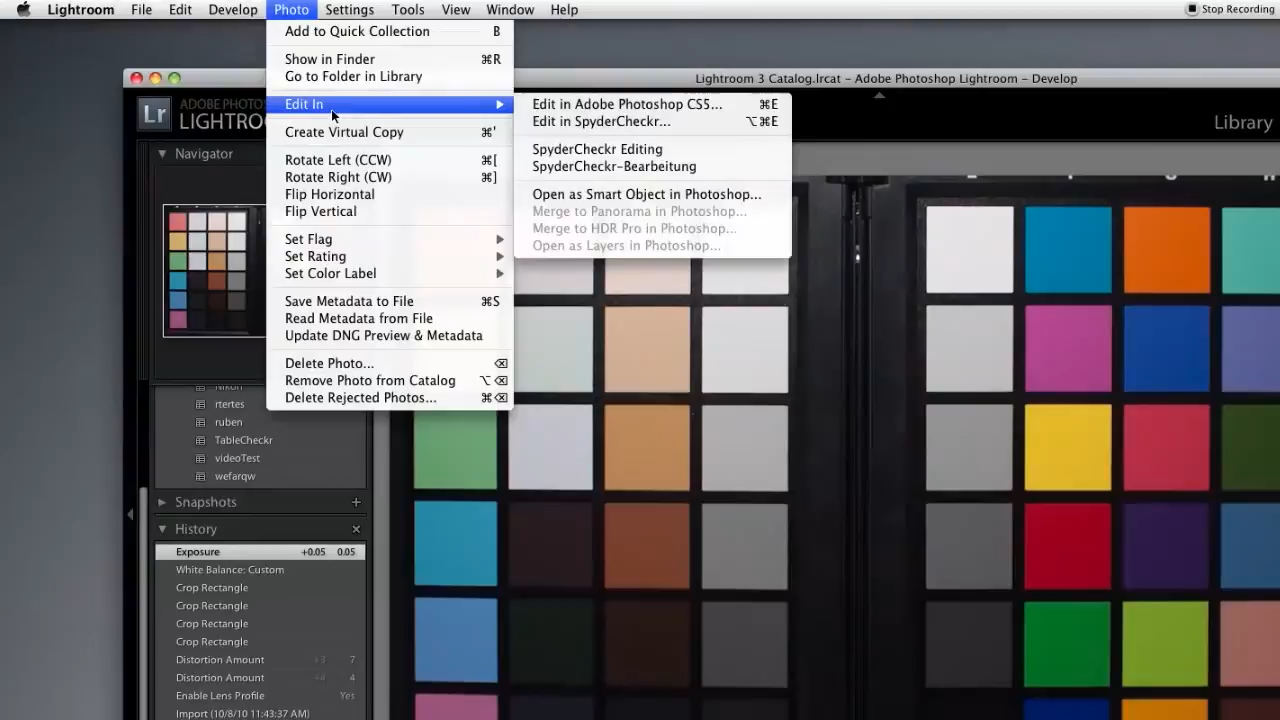 Lightroom File Edit Develop Photo Settings Tools View Window Help Stop Recording
Add to Quick Collection B
Show in Finder ⌘R
Go to Folder in Library
Edit In
Create Virtual Copy ⌘'
Rotate Left (CCW) ⌘[
Rotate Right (CW) ⌘]
Flip Horizontal
Flip Vertical
Set Flag
Set Rating
Set Color Label
Save Metadata to File ⌘S
Read Metadata from File
Update DNG Preview & Metadata
Delete Photo... ⌫
Remove Photo from Catalog ⌥⌫
Delete Rejected Photos... ⌘⌫
Edit in Adobe Photoshop CS5... ⌘E
Edit in SpyderCheckr... ⌥⌘E
SpyderCheckr Editing
SpyderCheckr-Bearbeitung
Open as Smart Object in Photoshop...
Merge to Panorama in Photoshop...
Merge to HDR Pro in Photoshop...
Open as Layers in Photoshop...
Lightroom 3 Catalog.lrcat – Adobe Photoshop Lightroom – Develop
Lr
ADOBE PHOTO
LIGHTRO
Library
Navigator
Nikon
rtertes
ruben
TableCheckr
videoTest
wefarqw
Snapshots +
History ×
Exposure +0.05 0.05
White Balance: Custom
Crop Rectangle
Crop Rectangle
Crop Rectangle
Crop Rectangle
Distortion Amount +3 7
Distortion Amount +4 4
Enable Lens Profile Yes
Import (10/8/10 11:43:37 AM)